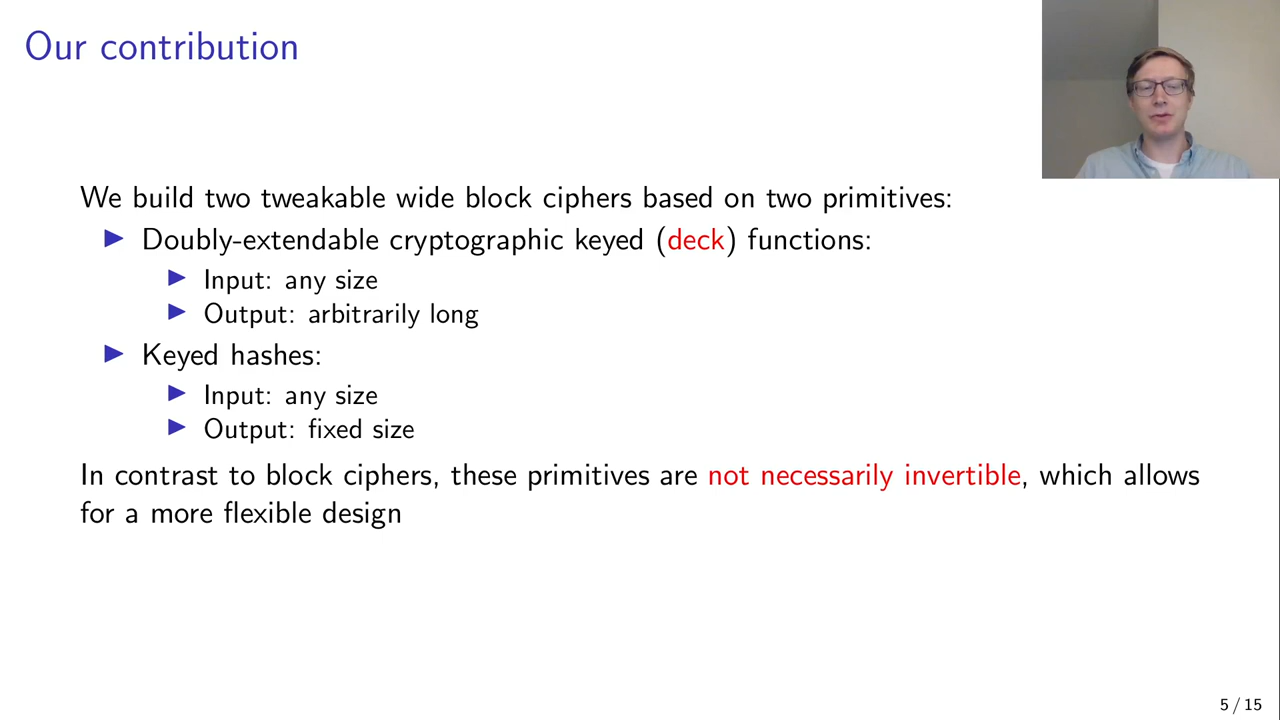 Our contribution
We build two tweakable wide block ciphers based on two primitives:
Doubly-extendable cryptographic keyed (deck) functions:
Input: any size
Output: arbitrarily long
Keyed hashes:
Input: any size
Output: fixed size
In contrast to block ciphers, these primitives are not necessarily invertible, which allows
for a more flexible design
5 / 15